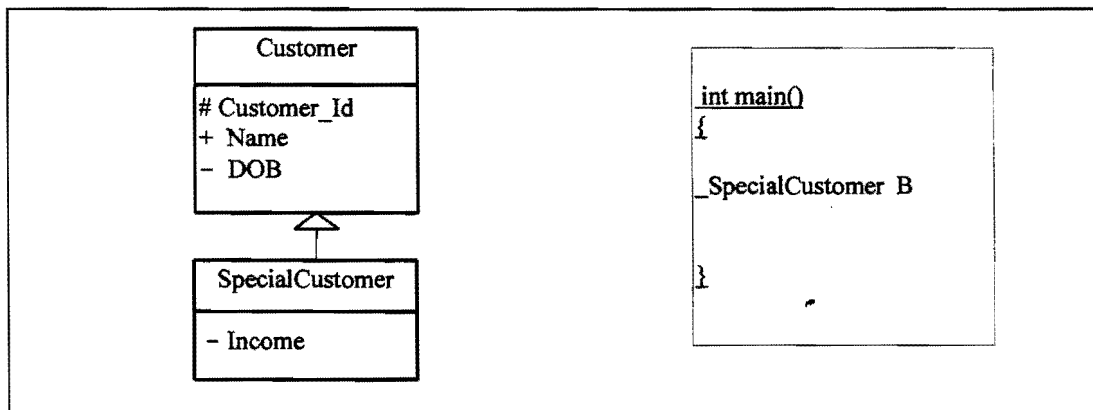 Customer
# Customer_Id
+ Name
- DOB
SpecialCustomer
- Income
int main()
{
_SpecialCustomer B
}